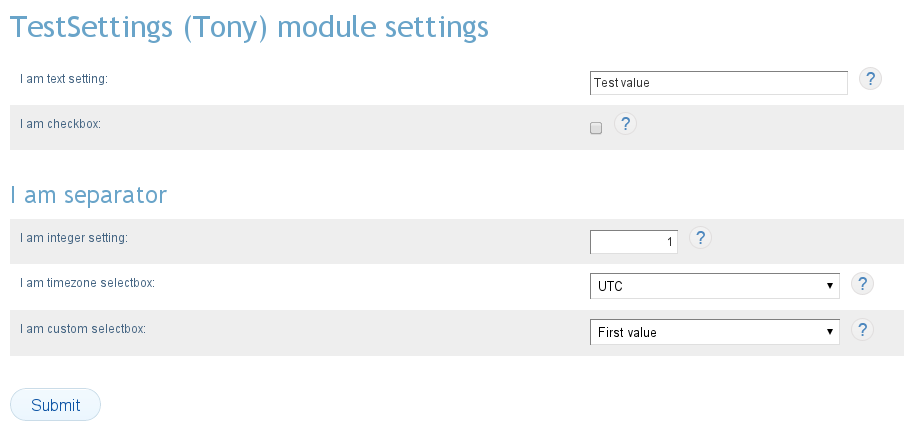 TestSettings (Tony) module settings
I am text setting: Test value ?
I am checkbox: ?
I am separator
I am integer setting: 1 ?
I am timezone selectbox: UTC ?
I am custom selectbox: First value ?
Submit